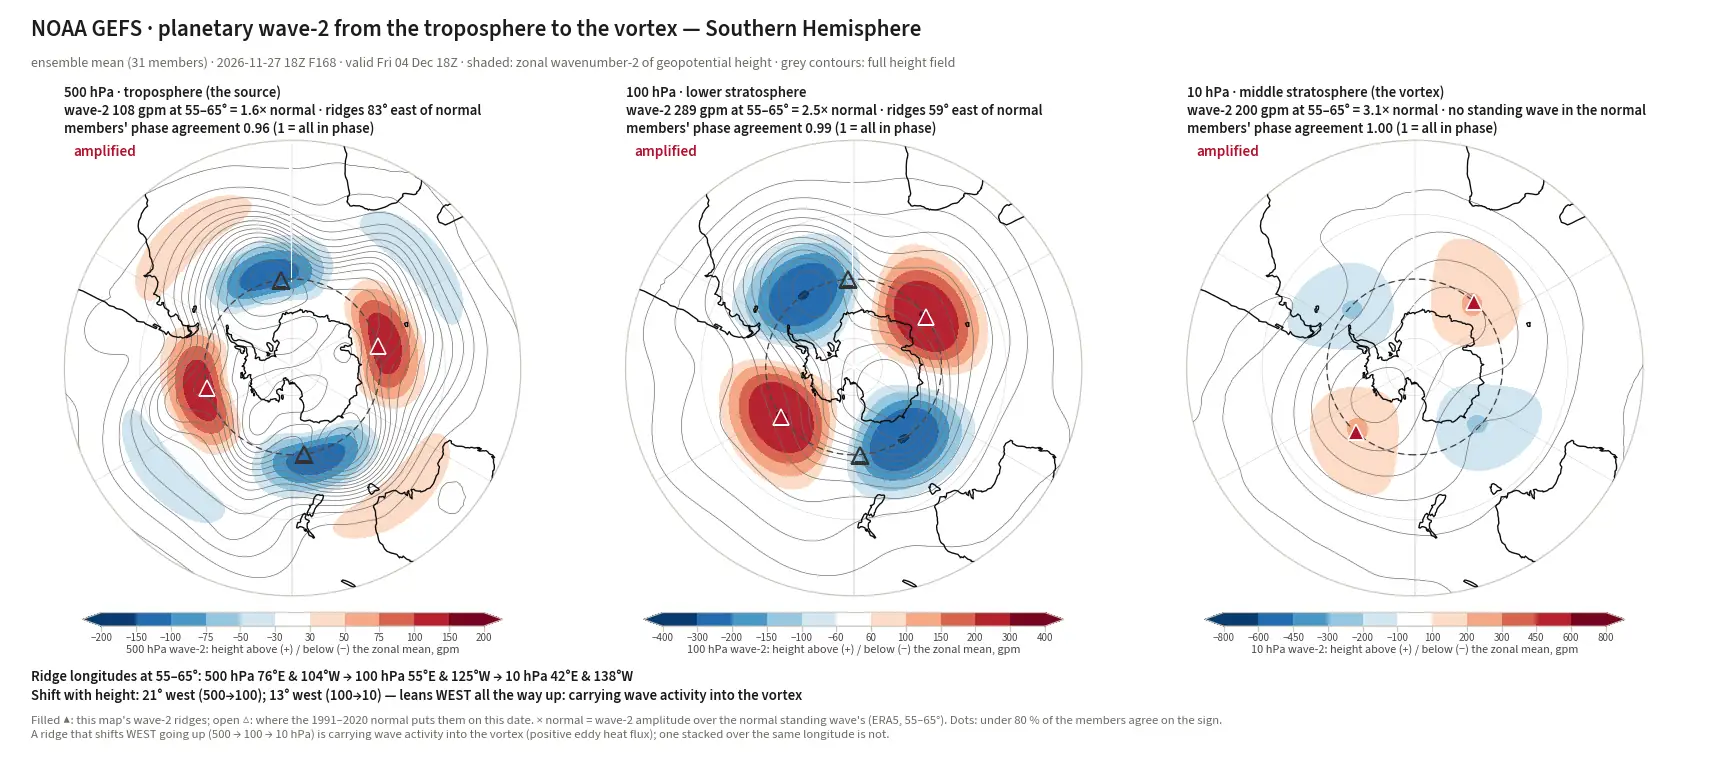 NOAA GEFS · planetary wave-2 from the troposphere to the vortex — Southern Hemisphere
ensemble mean (31 members) · 2026-11-27 18Z F168 · valid Fri 04 Dec 18Z · shaded: zonal wavenumber-2 of geopotential height · grey contours: full height field
500 hPa · troposphere (the source)
wave-2 108 gpm at 55–65° = 1.6× normal · ridges 83° east of normal
members' phase agreement 0.96 (1 = all in phase)
amplified
100 hPa · lower stratosphere
wave-2 289 gpm at 55–65° = 2.5× normal · ridges 59° east of normal
members' phase agreement 0.99 (1 = all in phase)
amplified
10 hPa · middle stratosphere (the vortex)
wave-2 200 gpm at 55–65° = 3.1× normal · no standing wave in the normal
members' phase agreement 1.00 (1 = all in phase)
amplified
−200 −150 −100 −75 −50 −30 30 50 75 100 150 200
500 hPa wave-2: height above (+) / below (−) the zonal mean, gpm
−400 −300 −200 −150 −100 −60 60 100 150 200 300 400
100 hPa wave-2: height above (+) / below (−) the zonal mean, gpm
−800 −600 −450 −300 −200 −100 100 200 300 450 600 800
10 hPa wave-2: height above (+) / below (−) the zonal mean, gpm
Ridge longitudes at 55–65°: 500 hPa 76°E & 104°W → 100 hPa 55°E & 125°W → 10 hPa 42°E & 138°W
Shift with height: 21° west (500→100); 13° west (100→10) — leans WEST all the way up: carrying wave activity into the vortex
Filled ▲: this map's wave-2 ridges; open △: where the 1991–2020 normal puts them on this date. × normal = wave-2 amplitude over the normal standing wave's (ERA5, 55–65°). Dots: under 80 % of the members agree on the sign.
A ridge that shifts WEST going up (500 → 100 → 10 hPa) is carrying wave activity into the vortex (positive eddy heat flux); one stacked over the same longitude is not.